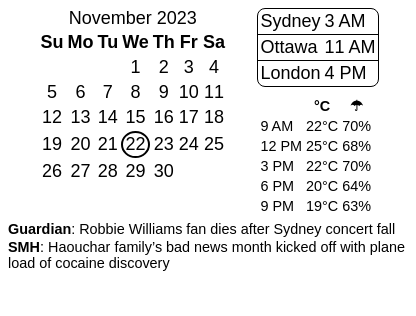 November 2023
Su Mo Tu We Th Fr Sa
1 2 3 4
5 6 7 8 9 10 11
12 13 14 15 16 17 18
19 20 21 22 23 24 25
26 27 28 29 30
Sydney 3 AM
Ottawa 11 AM
London 4 PM
°C ☂
9 AM 22°C 70%
12 PM 25°C 68%
3 PM 22°C 70%
6 PM 20°C 64%
9 PM 19°C 63%
Guardian: Robbie Williams fan dies after Sydney concert fall
SMH: Haouchar family’s bad news month kicked off with plane
load of cocaine discovery